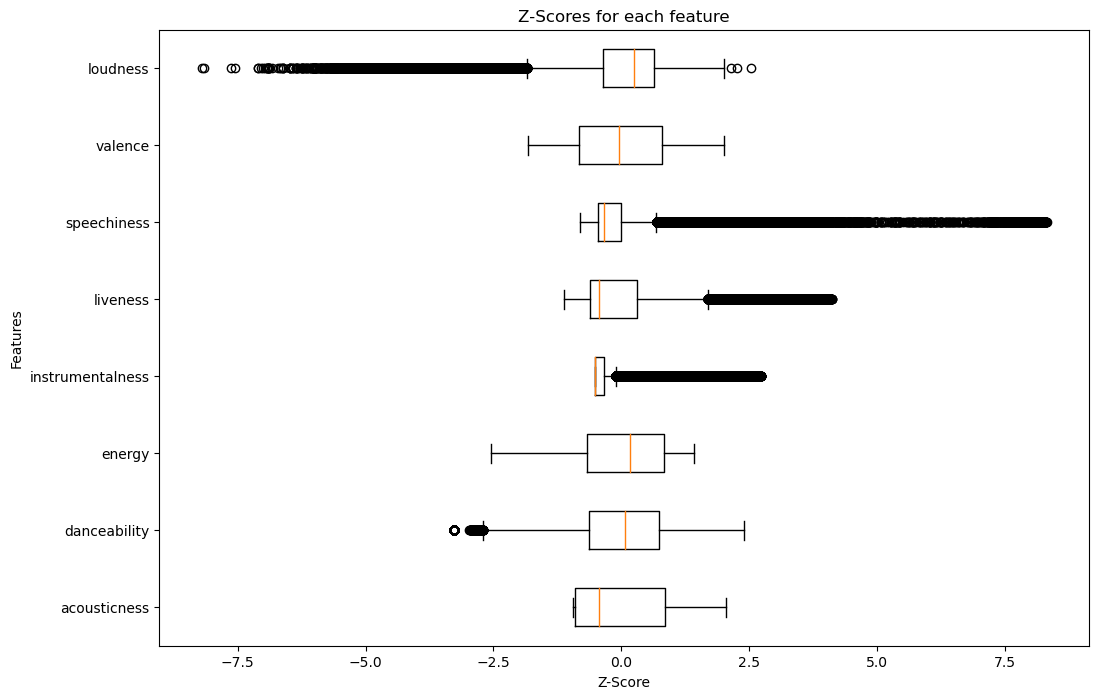 Z-Scores for each feature
loudness
valence
speechiness
liveness
instrumentalness
energy
danceability
acousticness
Features
−7.5 −5.0 −2.5 0.0 2.5 5.0 7.5
Z-Score